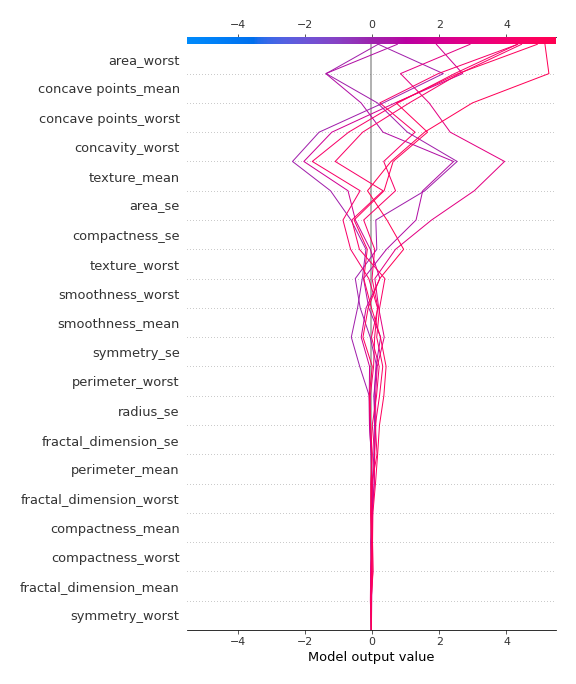 −4 −2 0 2 4
area_worst
concave points_mean
concave points_worst
concavity_worst
texture_mean
area_se
compactness_se
texture_worst
smoothness_worst
smoothness_mean
symmetry_se
perimeter_worst
radius_se
fractal_dimension_se
perimeter_mean
fractal_dimension_worst
compactness_mean
compactness_worst
fractal_dimension_mean
symmetry_worst
−4 −2 0 2 4
Model output value